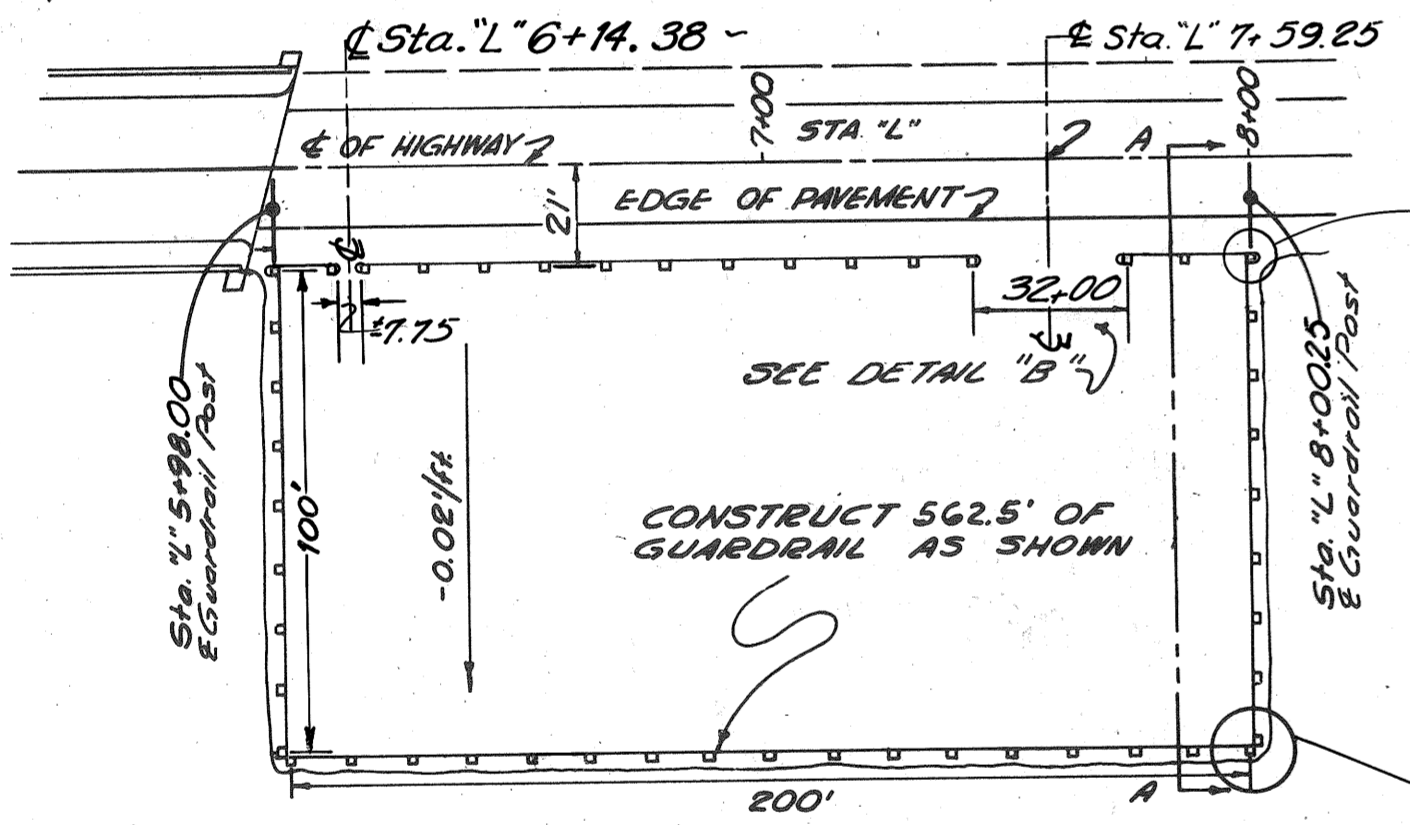 ℄ Sta. "L" 6+14.38 ~
℄ Sta. "L" 7+59.25
7+00
8+00
STA. "L"
℄ OF HIGHWAY
A
21'
EDGE OF PAVEMENT
32+00
±7.75
SEE DETAIL "B"
Sta. "L" 5+98.00
℄ Guardrail Post
Sta. "L" 8+00.25
℄ Guardrail Post
100'
-0.02'/ft.
CONSTRUCT 562.5' OF
GUARDRAIL AS SHOWN
200'
A